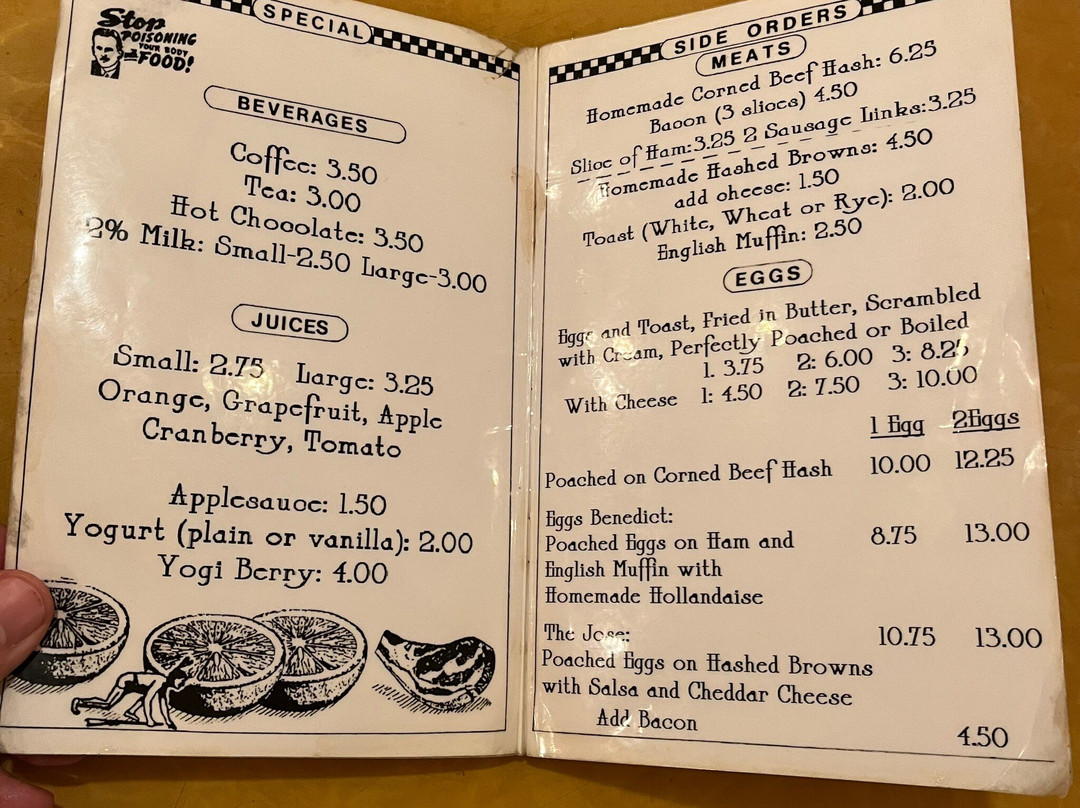 Stop
POISONING
YOUR BODY
FOOD!
SPECIAL
BEVERAGES
Coffee: 3.50
Tea: 3.00
Hot Chocolate: 3.50
2% Milk: Small-2.50 Large-3.00
JUICES
Small: 2.75 Large: 3.25
Orange, Grapefruit, Apple
Cranberry, Tomato
Applesauce: 1.50
Yogurt (plain or vanilla): 2.00
Yogi Berry: 4.00
SIDE ORDERS
MEATS
Homemade Corned Beef Hash: 6.25
Bacon (3 slices) 4.50
Slice of Ham:3.25 2 Sausage Links:3.25
Homemade Hashed Browns: 4.50
add cheese: 1.50
Toast (White, Wheat or Rye): 2.00
English Muffin: 2.50
EGGS
Eggs and Toast, Fried in Butter, Scrambled
with Cream, Perfectly Poached or Boiled
1. 3.75 2: 6.00 3: 8.25
With Cheese 1: 4.50 2: 7.50 3: 10.00
1 Egg 2Eggs
Poached on Corned Beef Hash 10.00 12.25
Eggs Benedict:
Poached Eggs on Ham and 8.75 13.00
English Muffin with
Homemade Hollandaise
The Jose: 10.75 13.00
Poached Eggs on Hashed Browns
with Salsa and Cheddar Cheese
Add Bacon 4.50